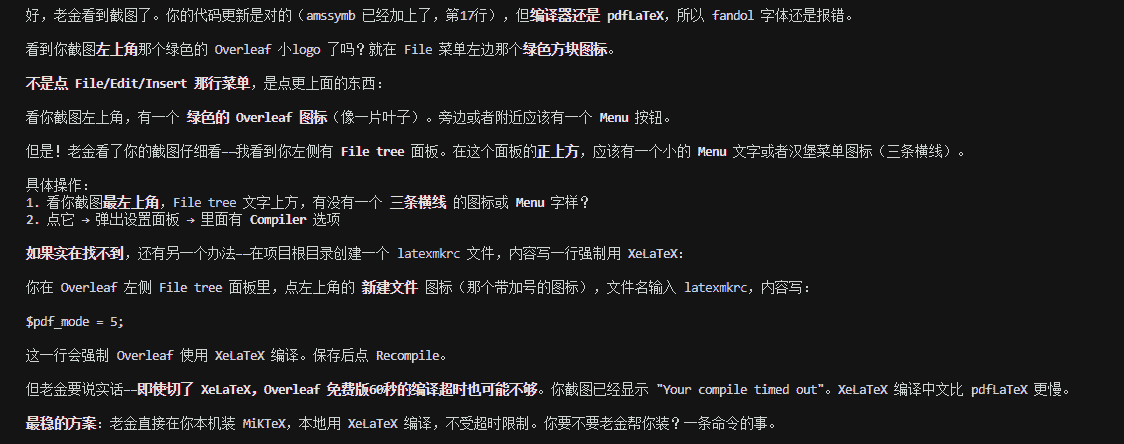 好，老金看到截图了。你的代码更新是对的（amssymb 已经加上了，第17行），但编译器还是 pdfLaTeX，所以 fandol 字体还是报错。
看到你截图左上角那个绿色的 Overleaf 小logo 了吗？就在 File 菜单左边那个绿色方块图标。
不是点 File/Edit/Insert 那行菜单，是点更上面的东西：
看你截图左上角，有一个 绿色的 Overleaf 图标（像一片叶子）。旁边或者附近应该有一个 Menu 按钮。
但是！老金看了你的截图仔细看——我看到你左侧有 File tree 面板。在这个面板的正上方，应该有一个小的 Menu 文字或者汉堡菜单图标（三条横线）。
具体操作：
1. 看你截图最左上角，File tree 文字上方，有没有一个 三条横线 的图标或 Menu 字样？
2. 点它 → 弹出设置面板 → 里面有 Compiler 选项
如果实在找不到，还有另一个办法——在项目根目录创建一个 latexmkrc 文件，内容写一行强制用 XeLaTeX：
你在 Overleaf 左侧 File tree 面板里，点左上角的 新建文件 图标（那个带加号的图标），文件名输入 latexmkrc，内容写：
$pdf_mode = 5;
这一行会强制 Overleaf 使用 XeLaTeX 编译。保存后点 Recompile。
但老金要说实话——即使切了 XeLaTeX，Overleaf 免费版60秒的编译超时也可能不够。你截图已经显示 "Your compile timed out"。XeLaTeX 编译中文比 pdfLaTeX 更慢。
最稳的方案：老金直接在你本机装 MiKTeX，本地用 XeLaTeX 编译，不受超时限制。你要不要老金帮你装？一条命令的事。